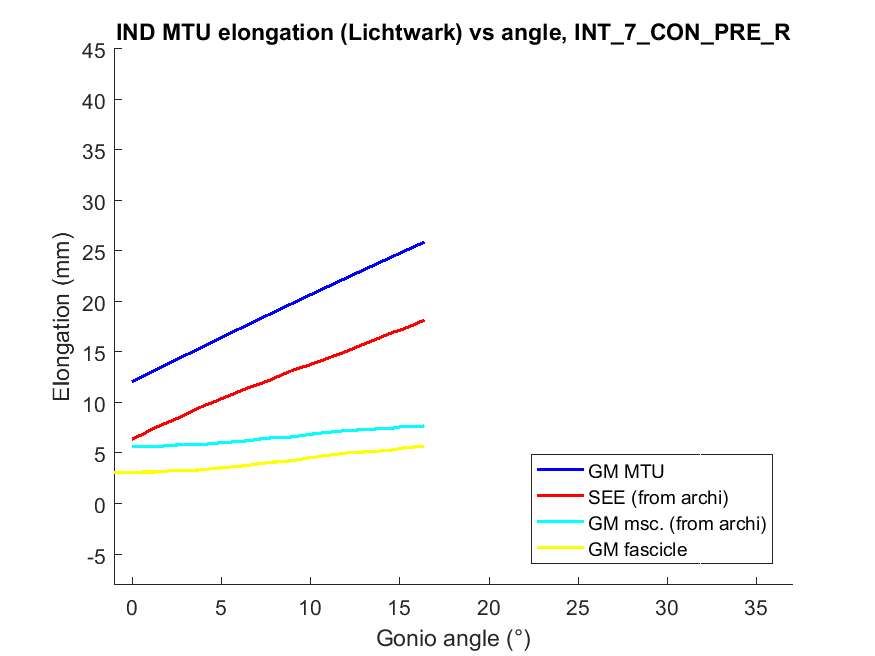 IND MTU elongation (Lichtwark) vs angle, INT_7_CON_PRE_R
45
40
35
30
25
20
15
10
5
0
-5
Elongation (mm)
0 5 10 15 20 25 30 35
Gonio angle (°)
GM MTU
SEE (from archi)
GM msc. (from archi)
GM fascicle